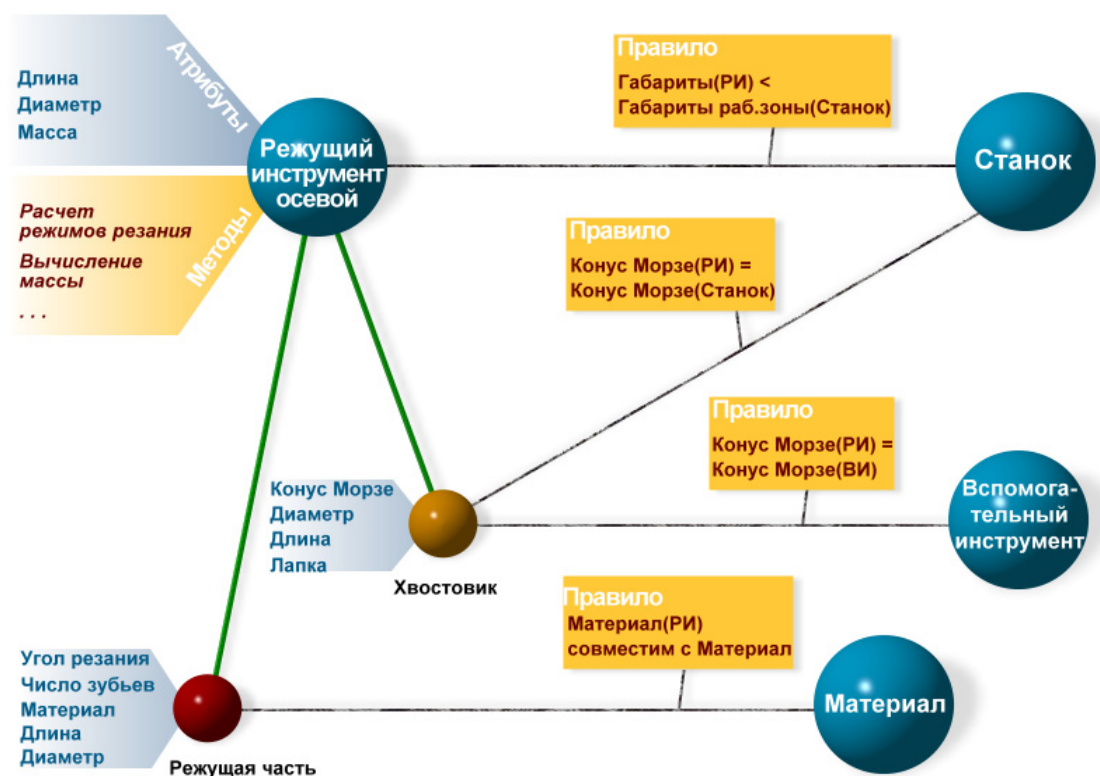 Атрибуты
Длина
Диаметр
Масса
Режущий
инструмент
осевой
Методы
Расчет
режимов резания
Вычисление
массы
. . .
Правило
Габариты(РИ) <
Габариты раб.зоны(Станок)
Станок
Правило
Конус Морзе(РИ) =
Конус Морзе(Станок)
Правило
Конус Морзе(РИ) =
Конус Морзе(ВИ)
Конус Морзе
Диаметр
Длина
Лапка
Хвостовик
Вспомога-
тельный
инструмент
Правило
Материал(РИ)
совместим с Материал
Угол резания
Число зубьев
Материал
Длина
Диаметр
Режущая часть
Материал